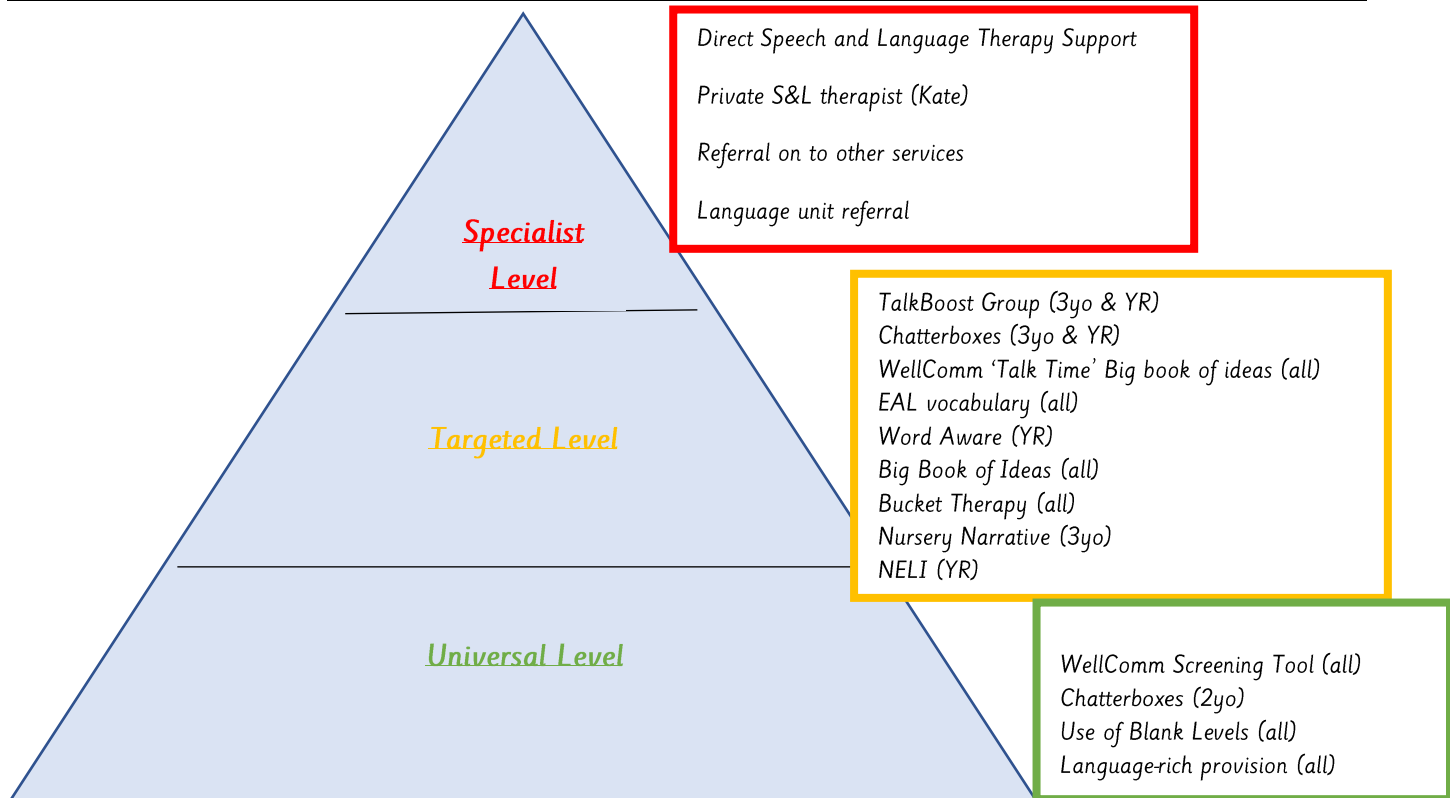 Direct Speech and Language Therapy Support
Private S&L therapist (Kate)
Referral on to other services
Language unit referral
Specialist
Level
TalkBoost Group (3yo & YR)
Chatterboxes (3yo & YR)
WellComm ‘Talk Time’ Big book of ideas (all)
EAL vocabulary (all)
Word Aware (YR)
Big Book of Ideas (all)
Bucket Therapy (all)
Nursery Narrative (3yo)
NELI (YR)
Targeted Level
Universal Level
WellComm Screening Tool (all)
Chatterboxes (2yo)
Use of Blank Levels (all)
Language-rich provision (all)